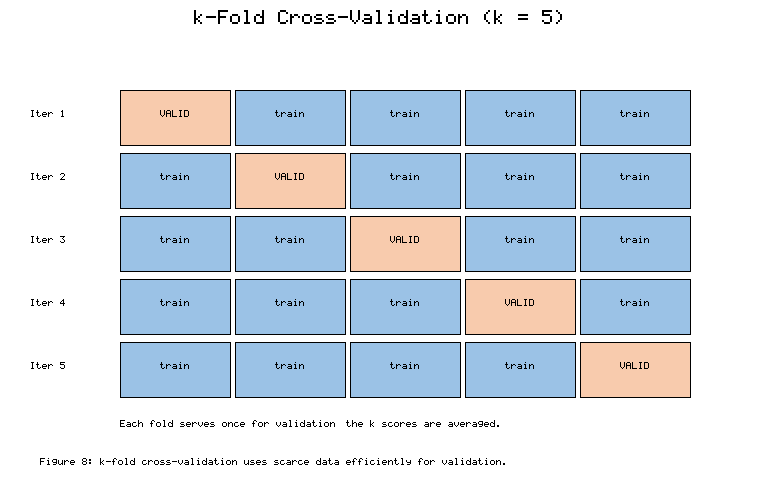 k-Fold Cross-Validation (k = 5)
Iter 1 VALID train train train train
Iter 2 train VALID train train train
Iter 3 train train VALID train train
Iter 4 train train train VALID train
Iter 5 train train train train VALID
Each fold serves once for validation the k scores are averaged.
Figure 8: k-fold cross-validation uses scarce data efficiently for validation.